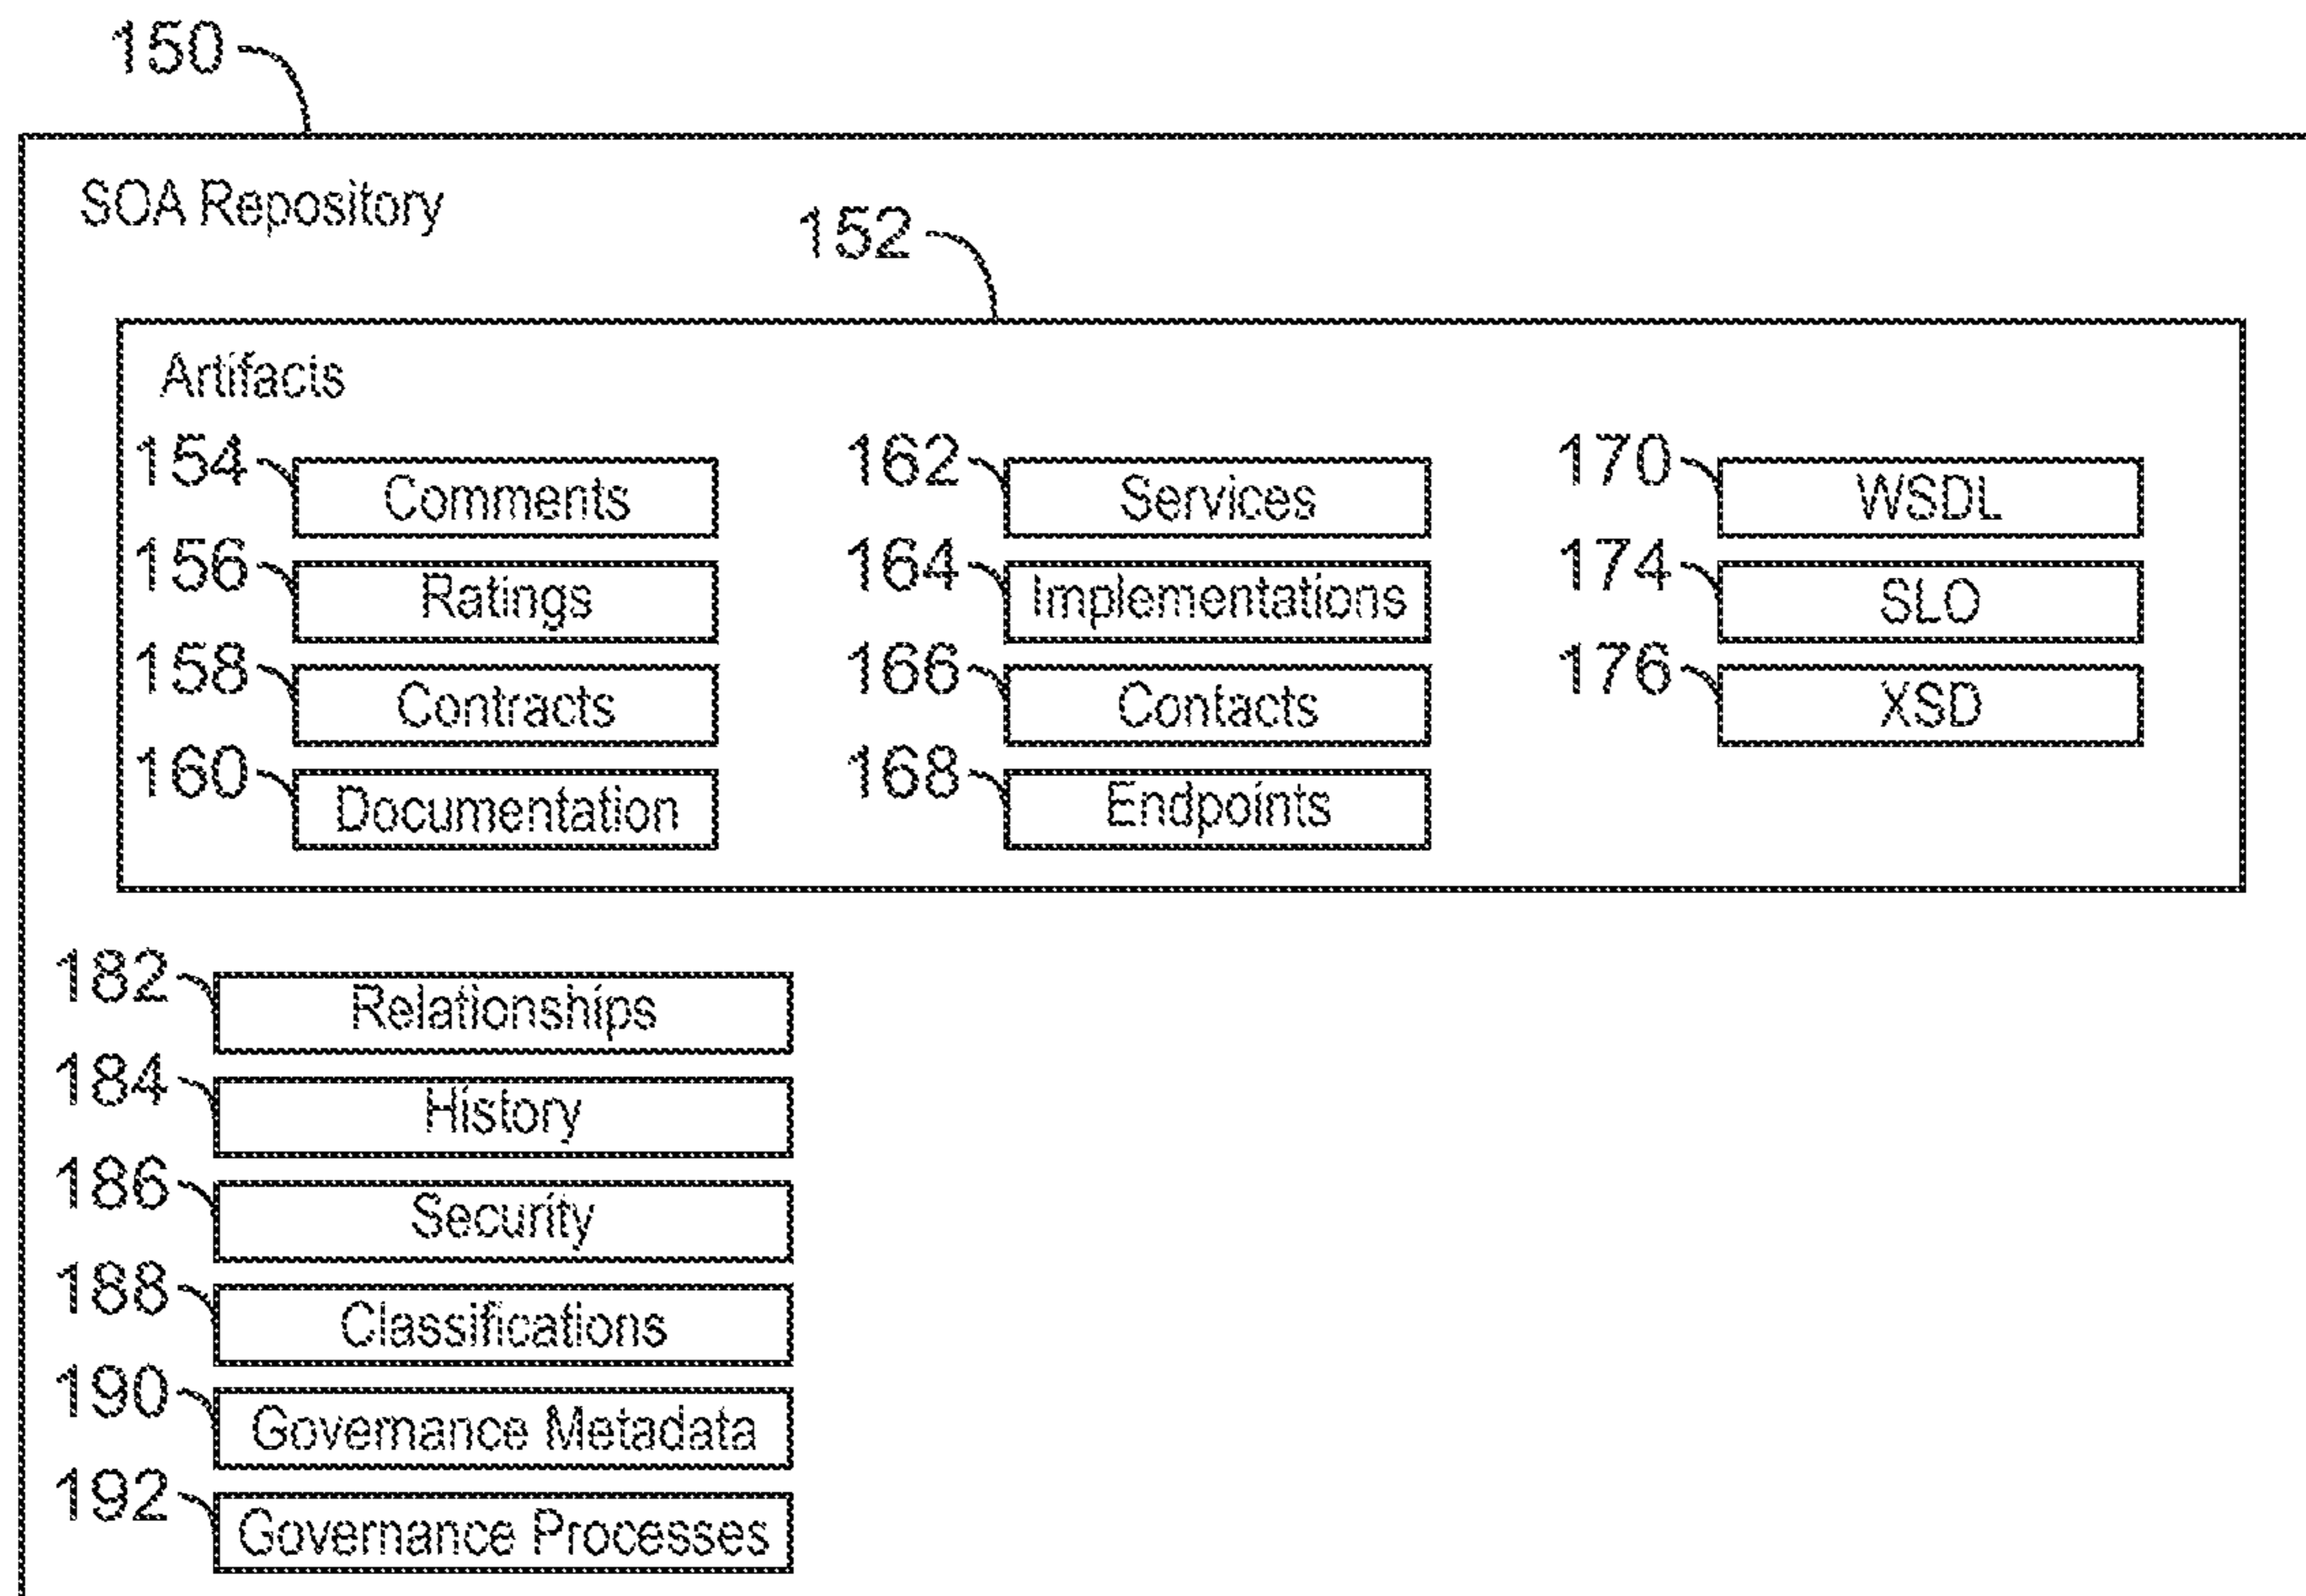 150
SOA Repository
152
Artifacts
154 Comments 162 Services 170 WSDL
156 Ratings 164 Implementations 174 SLO
158 Contracts 166 Contacts 176 XSD
160 Documentation 168 Endpoints
182 Relationships
184 History
186 Security
188 Classifications
190 Governance Metadata
192 Governance Processes